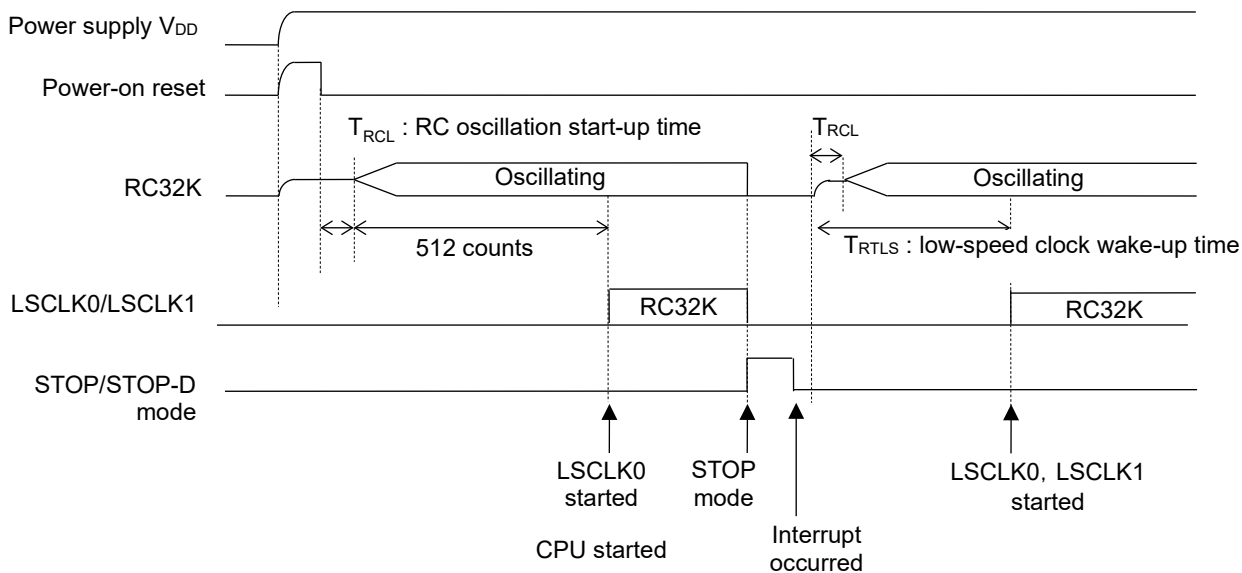 Power supply VDD
Power-on reset
TRCL : RC oscillation start-up time
TRCL
RC32K
Oscillating
Oscillating
512 counts
TRTLS : low-speed clock wake-up time
LSCLK0/LSCLK1
RC32K
RC32K
STOP/STOP-D
mode
LSCLK0
started
STOP
mode
LSCLK0, LSCLK1
started
CPU started
Interrupt
occurred